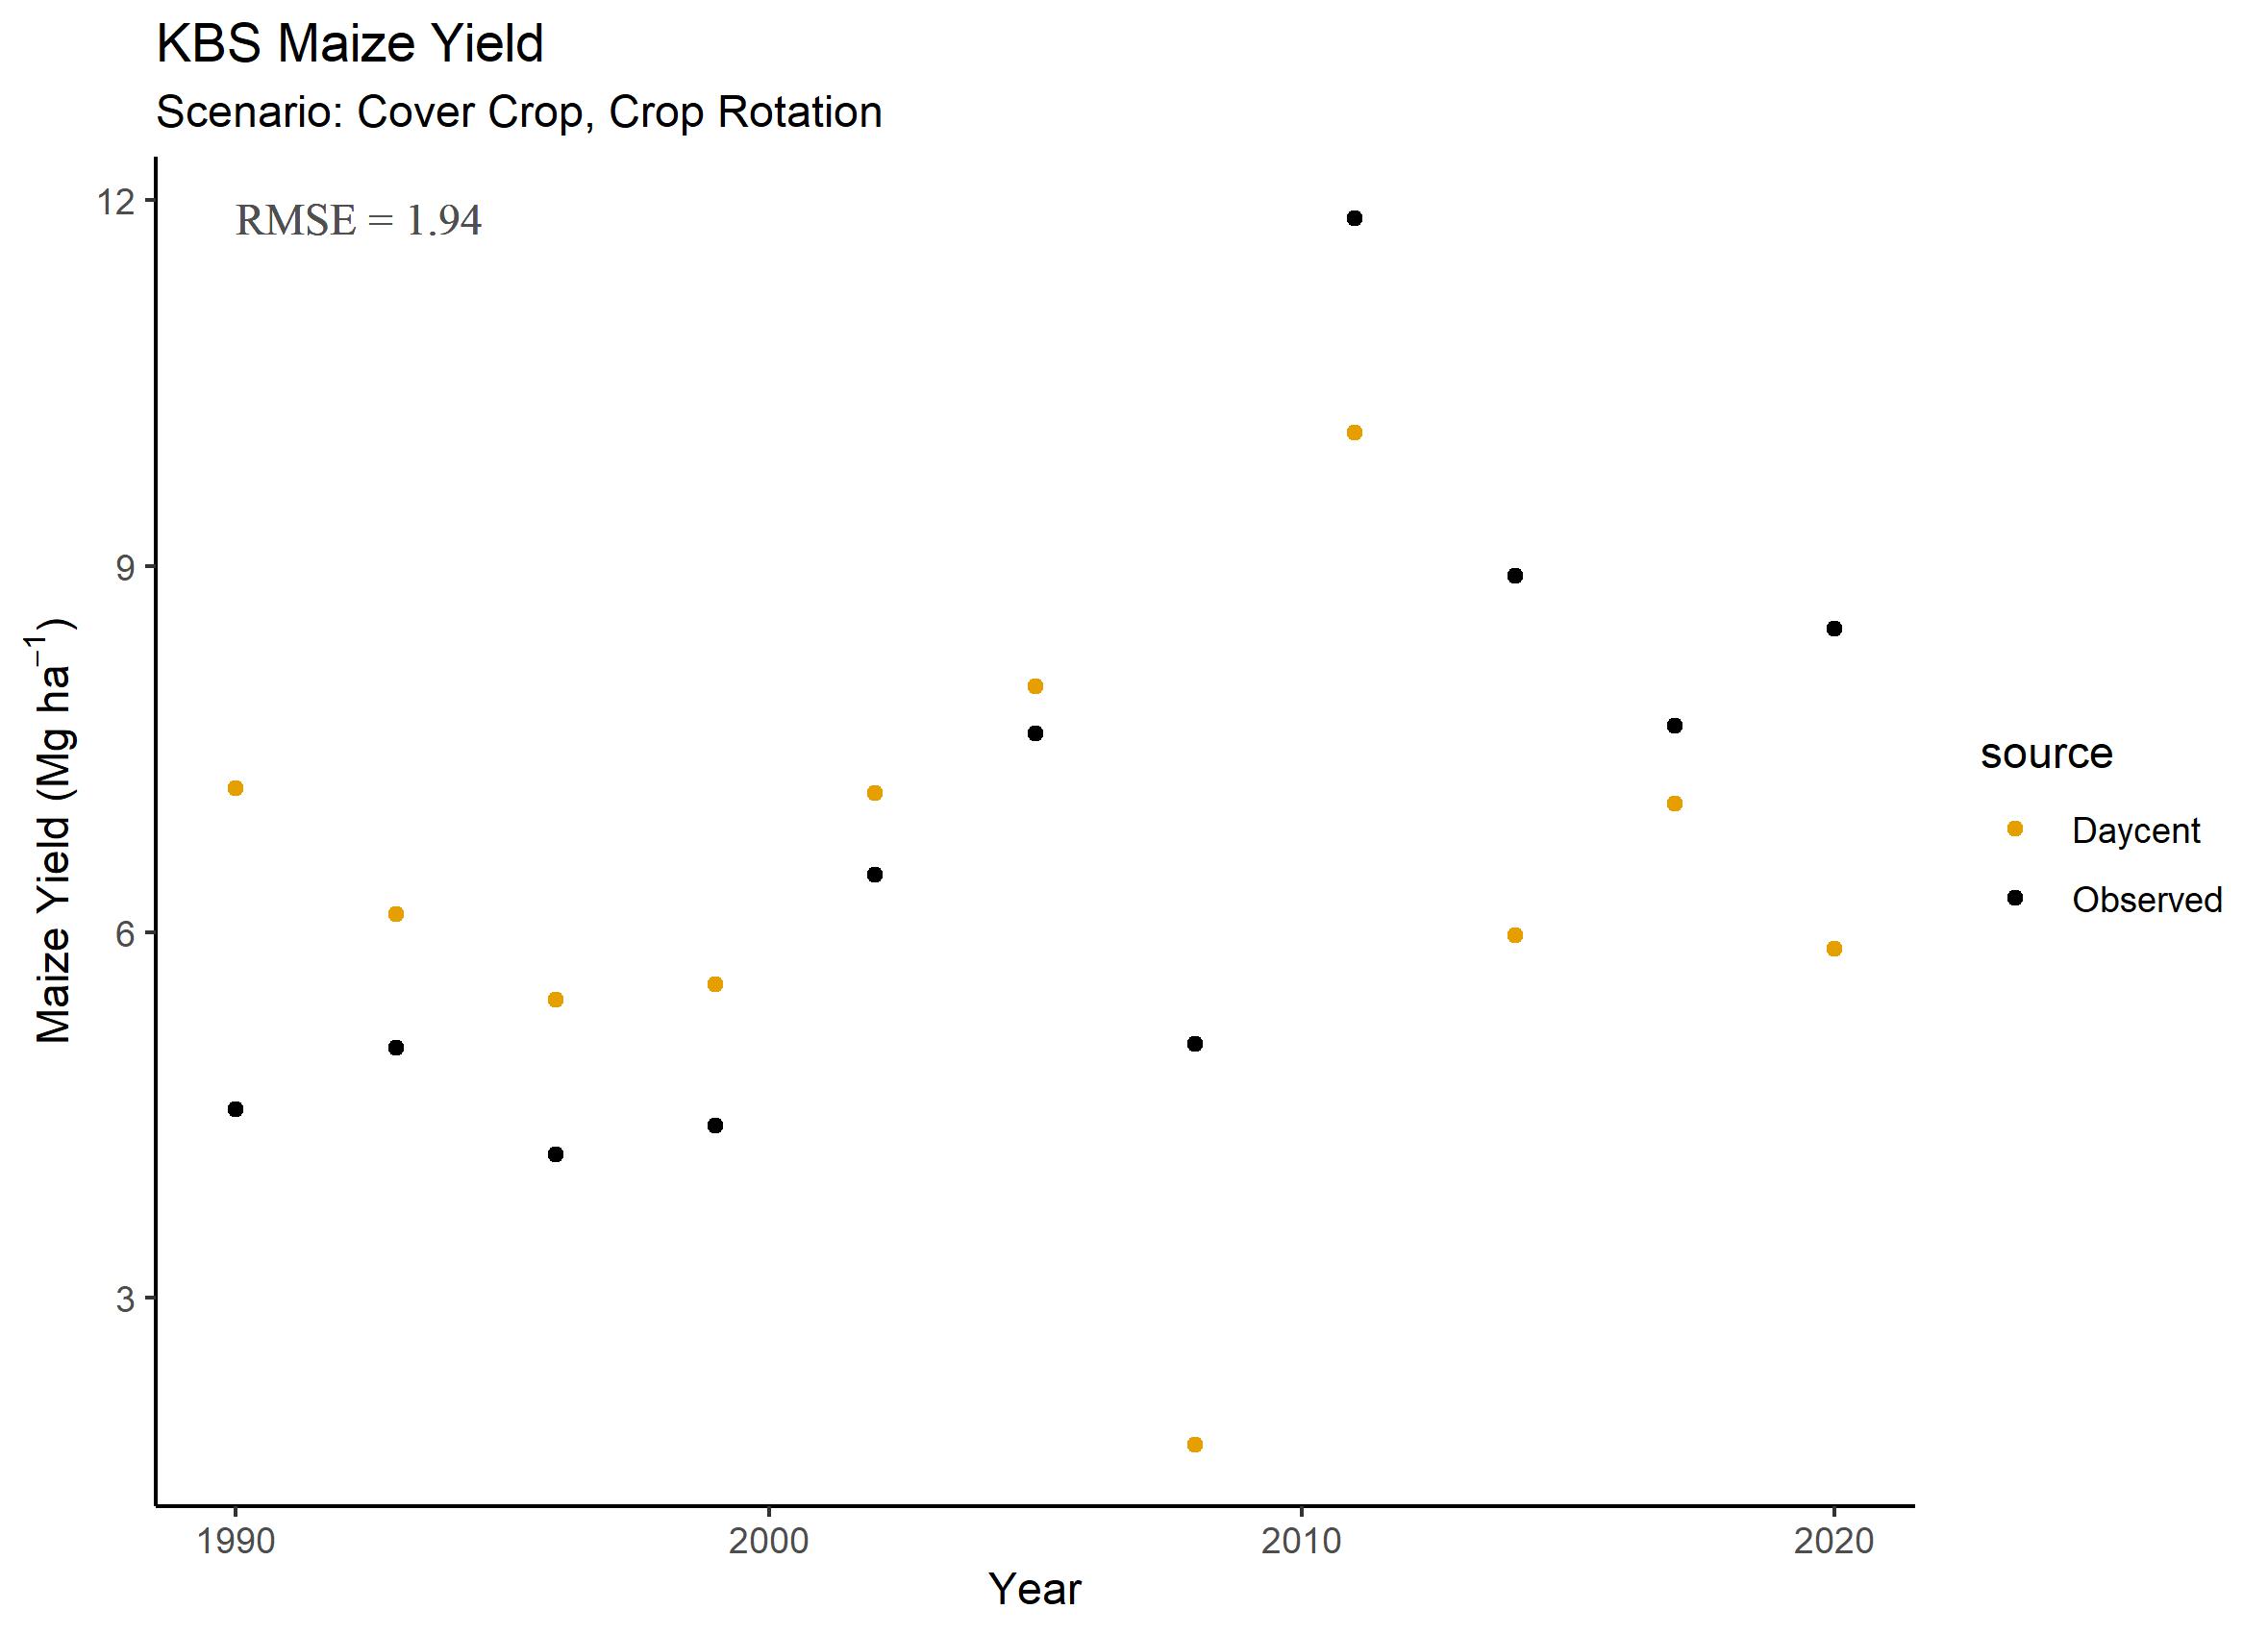 KBS Maize Yield
Scenario: Cover Crop, Crop Rotation
RMSE = 1.94
12
9
6
3
Maize Yield (Mg ha⁻¹)
1990
2000
2010
2020
Year
source
Daycent
Observed